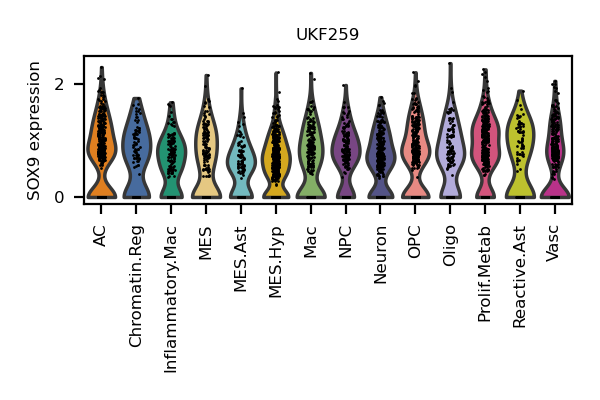 UKF259
SOX9 expression
2
0
AC
Chromatin.Reg
Inflammatory.Mac
MES
MES.Ast
MES.Hyp
Mac
NPC
Neuron
OPC
Oligo
Prolif.Metab
Reactive.Ast
Vasc